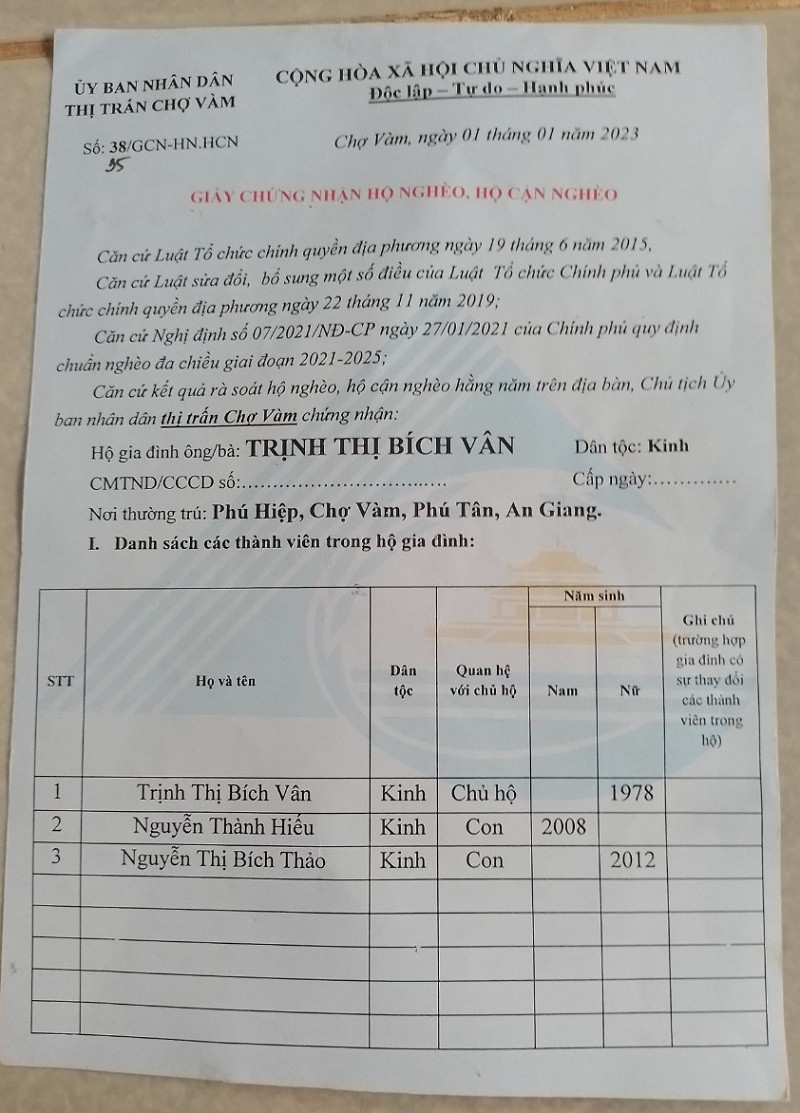 ỦY BAN NHÂN DÂN
THỊ TRẤN CHỢ VÀM
CỘNG HÒA XÃ HỘI CHỦ NGHĨA VIỆT NAM
Độc lập – Tự do – Hạnh phúc
Số: 38/GCN-HN.HCN
35
Chợ Vàm, ngày 01 tháng 01 năm 2023
GIẤY CHỨNG NHẬN HỘ NGHÈO, HỘ CẬN NGHÈO
Căn cứ Luật Tổ chức chính quyền địa phương ngày 19 tháng 6 năm 2015,
Căn cứ Luật sửa đổi, bổ sung một số điều của Luật Tổ chức Chính phủ và Luật Tổ
chức chính quyền địa phương ngày 22 tháng 11 năm 2019;
Căn cứ Nghị định số 07/2021/NĐ-CP ngày 27/01/2021 của Chính phủ quy định
chuẩn nghèo đa chiều giai đoạn 2021-2025;
Căn cứ kết quả rà soát hộ nghèo, hộ cận nghèo hằng năm trên địa bàn, Chủ tịch Ủy
ban nhân dân thị trấn Chợ Vàm chứng nhận:
Hộ gia đình ông/bà: TRỊNH THỊ BÍCH VÂN Dân tộc: Kinh
CMTND/CCCD số:................................... Cấp ngày:.............
Nơi thường trú: Phú Hiệp, Chợ Vàm, Phú Tân, An Giang.
I. Danh sách các thành viên trong hộ gia đình:
STT
Họ và tên
Dân
tộc
Quan hệ
với chủ hộ
Năm sinh
Nam
Nữ
Ghi chú
(trường hợp
gia đình có
sự thay đổi
các thành
viên trong
hộ)
1 Trịnh Thị Bích Vân Kinh Chủ hộ 1978
2 Nguyễn Thành Hiếu Kinh Con 2008
3 Nguyễn Thị Bích Thảo Kinh Con 2012